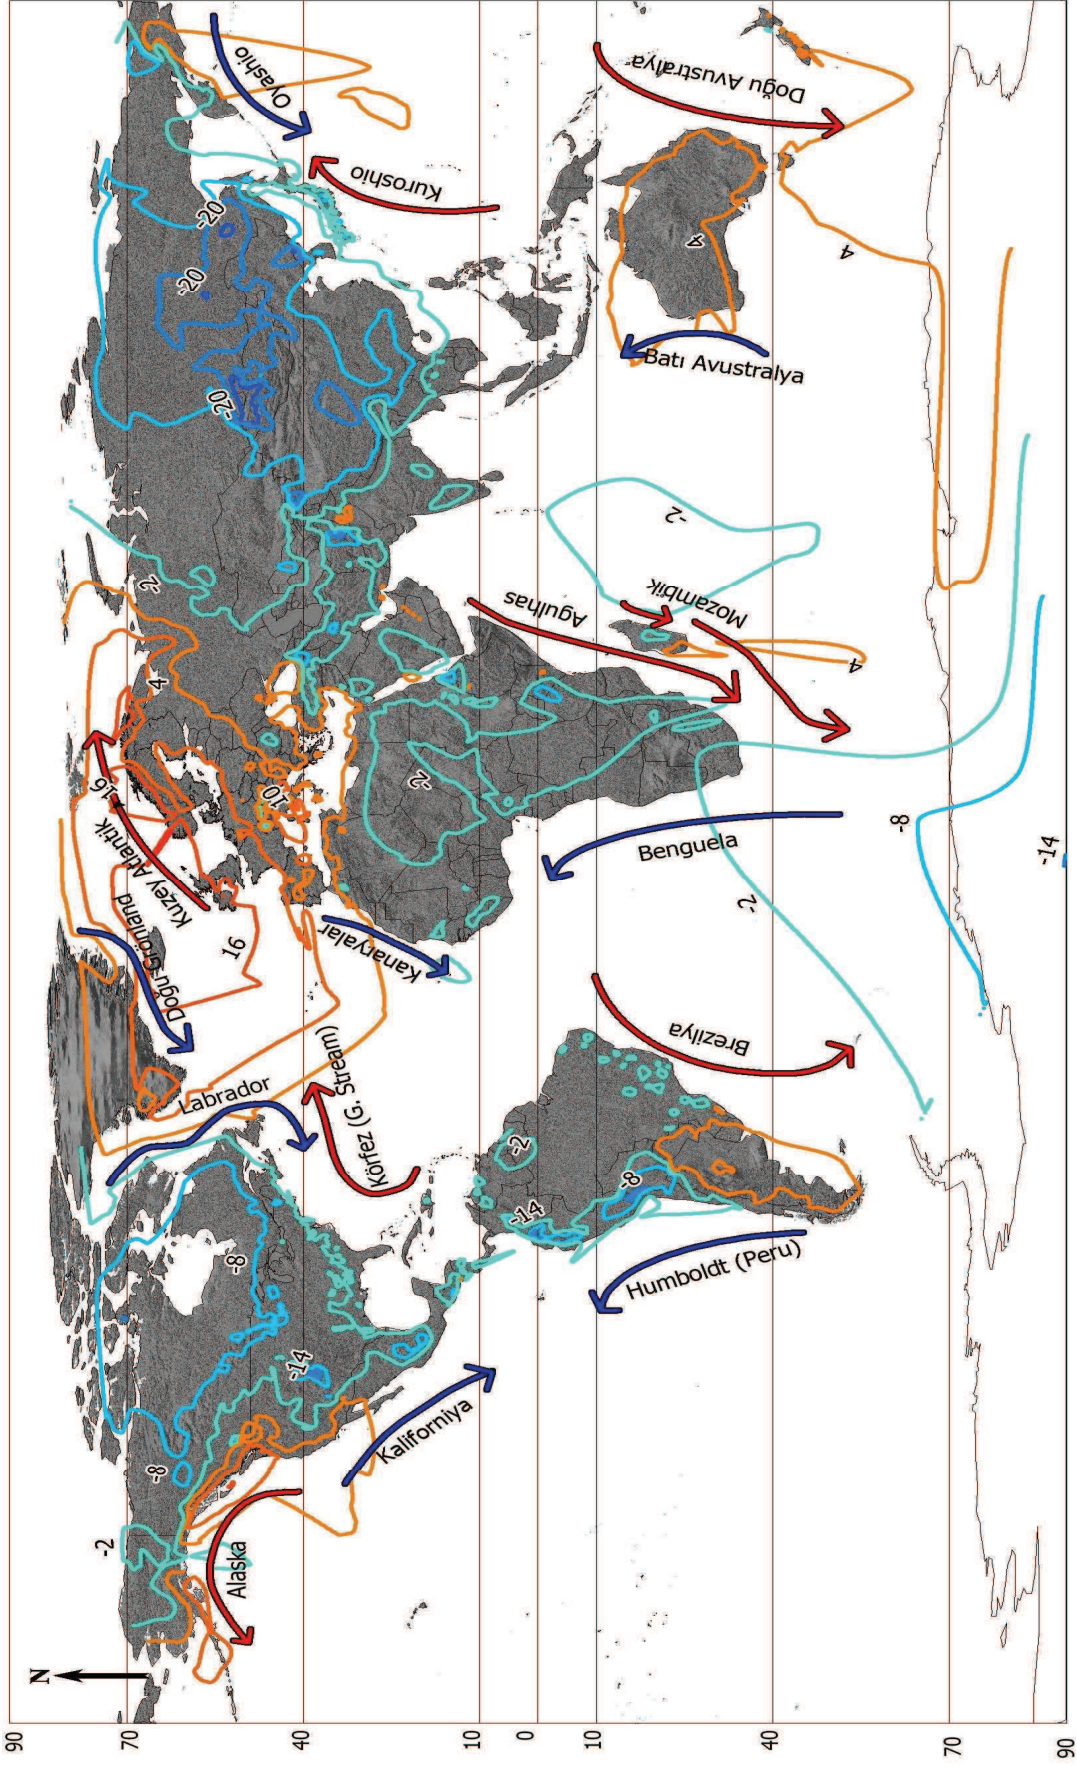 N
90
70
40
10
0
10
40
70
90
Alaska
Kaliforniya
Labrador
Körfez (G. Stream)
Doğu Grönland
Kuzey Atlantik
Kanaryalar
Humboldt (Peru)
Brezilya
Benguela
Agulhas
Mozambik
Batı Avustralya
Doğu Avustralya
Kuroshio
Oyashio
-2
-8
-14
-8
-2
-14
-8
16
16
4
10
-2
-2
-20
-20
-20
-2
4
4
4
-2
-8
-14